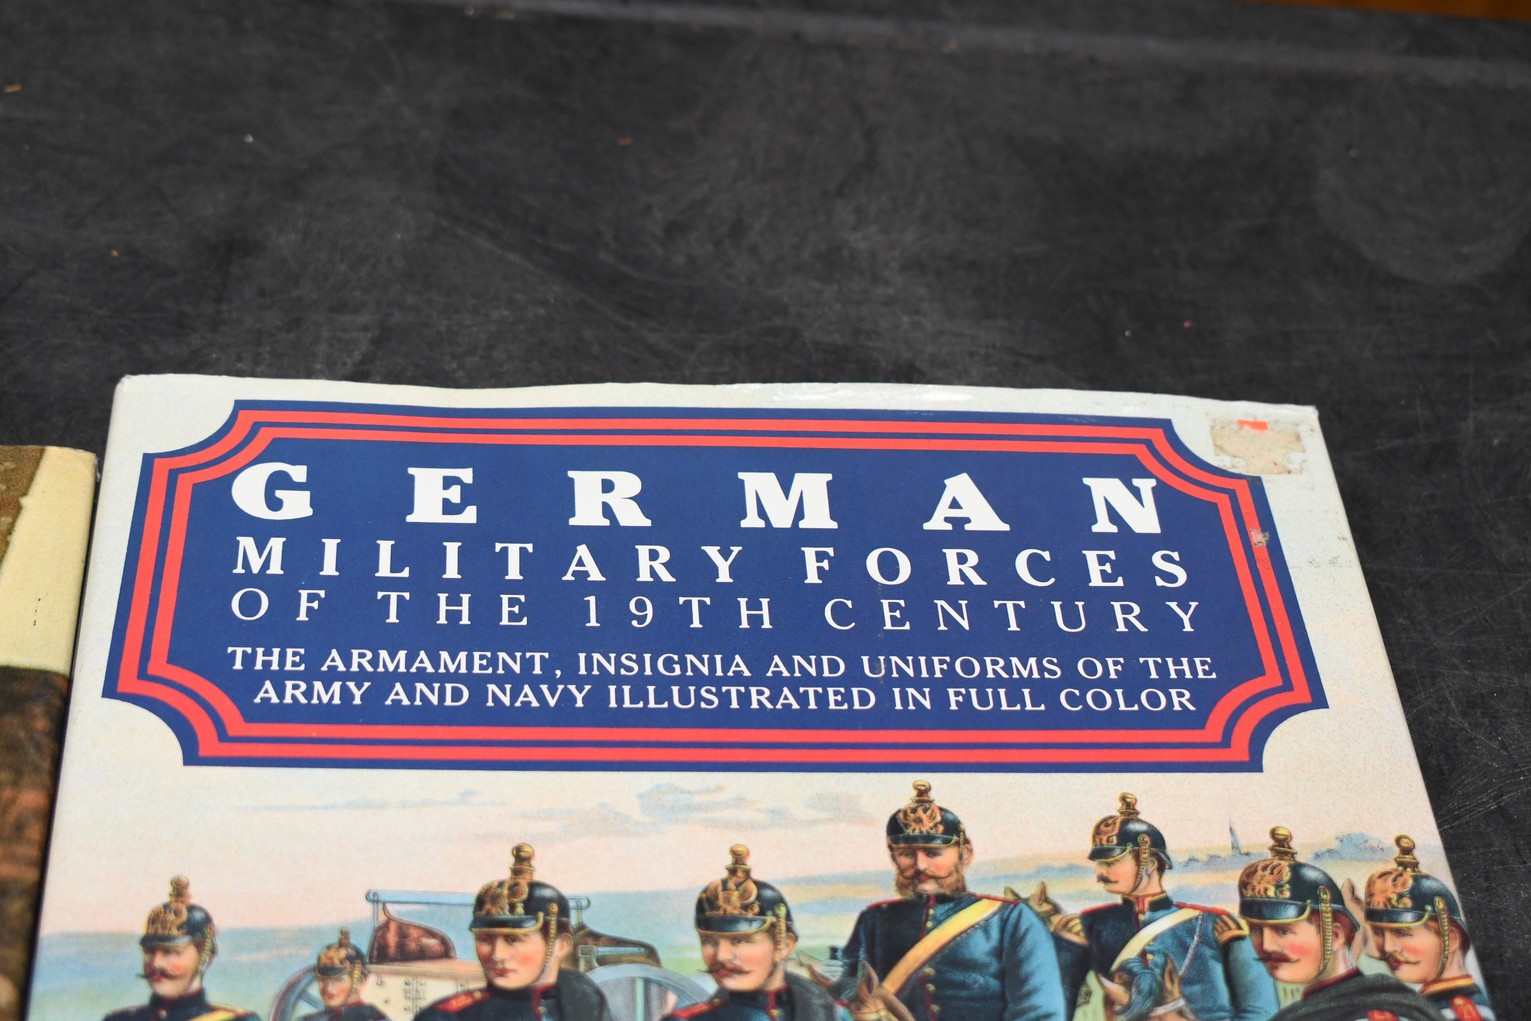 GERMAN
MILITARY FORCES
OF THE 19TH CENTURY
THE ARMAMENT, INSIGNIA AND UNIFORMS OF THE
ARMY AND NAVY ILLUSTRATED IN FULL COLOR